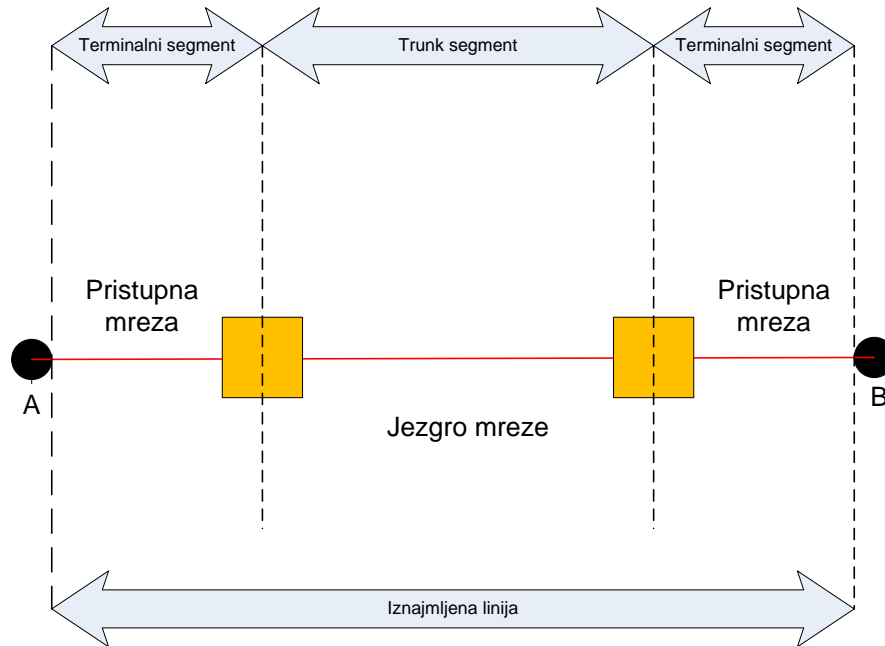 Terminalni segment
Trunk segment
Terminalni segment
Pristupna
mreza
Pristupna
mreza
A
B
Jezgro mreze
Iznajmljena linija